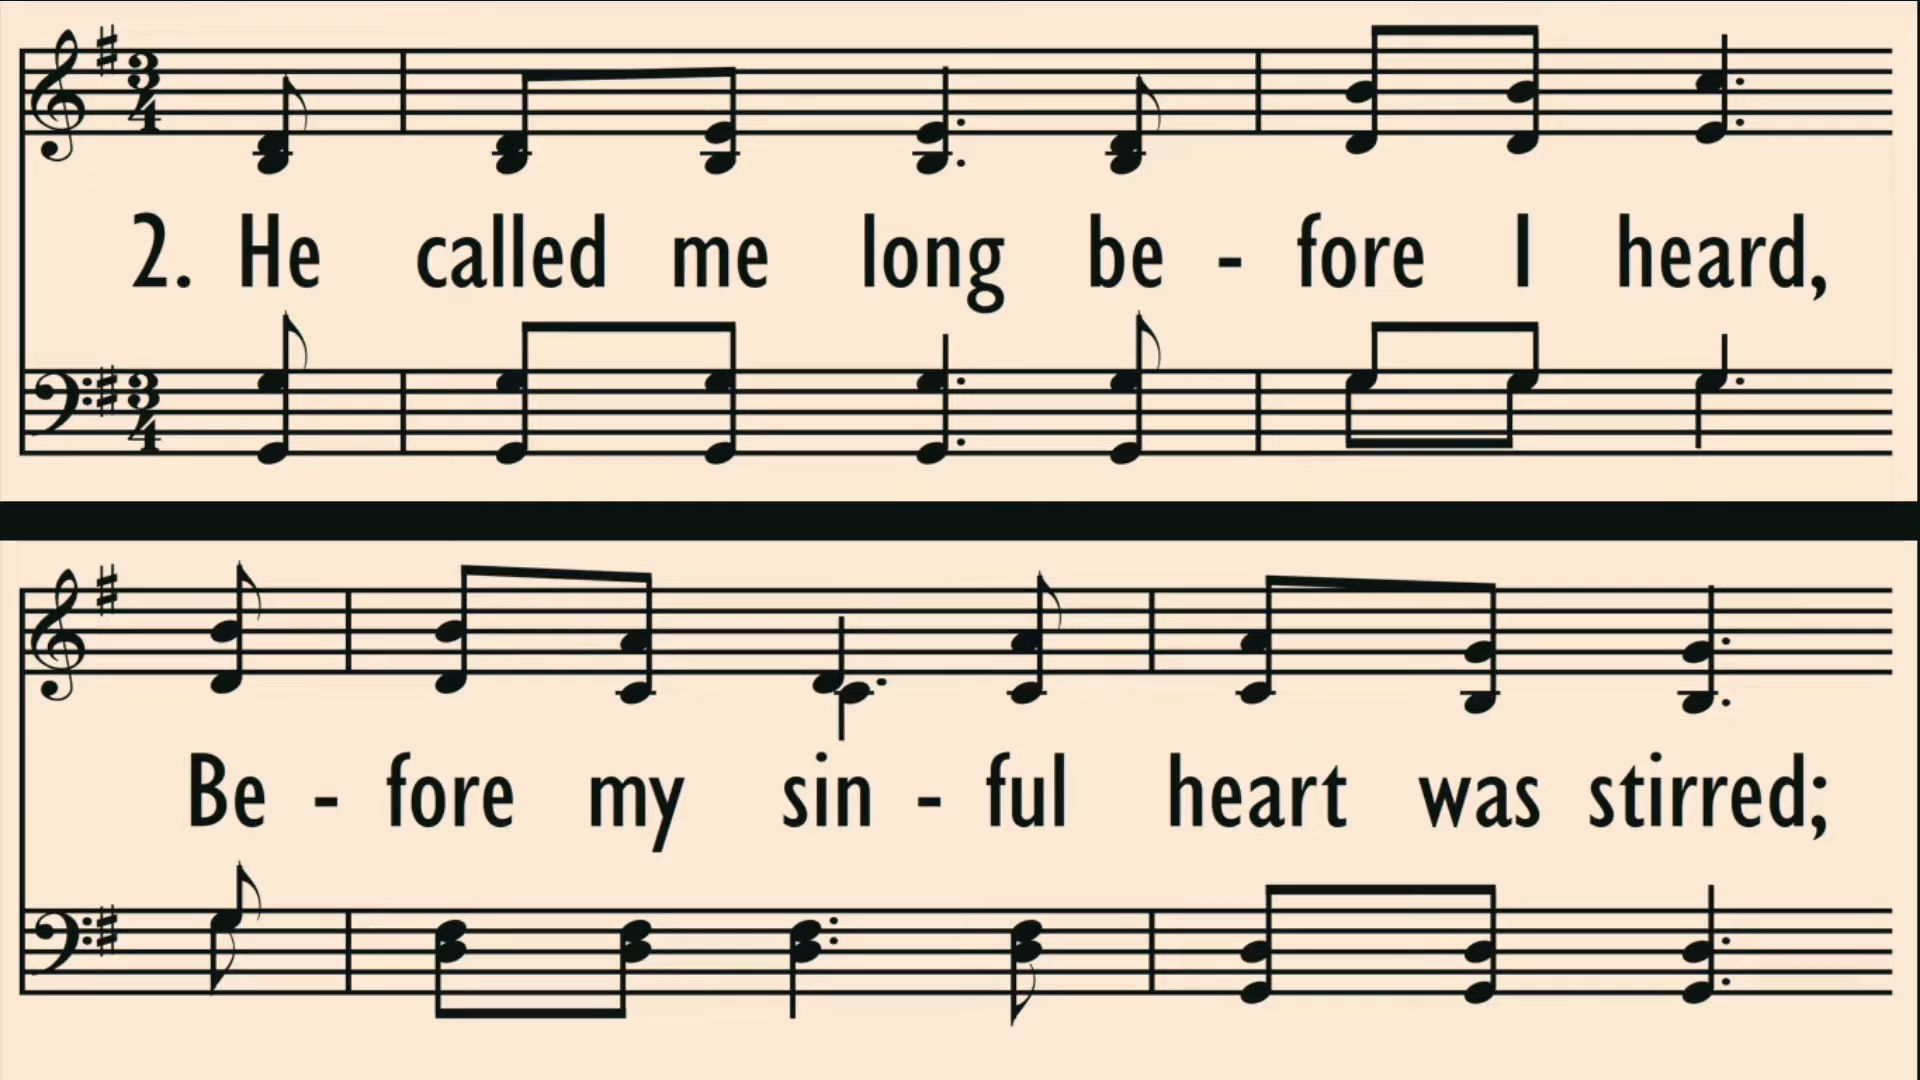 2. He called me long be - fore I heard,
Be - fore my sin - ful heart was stirred;